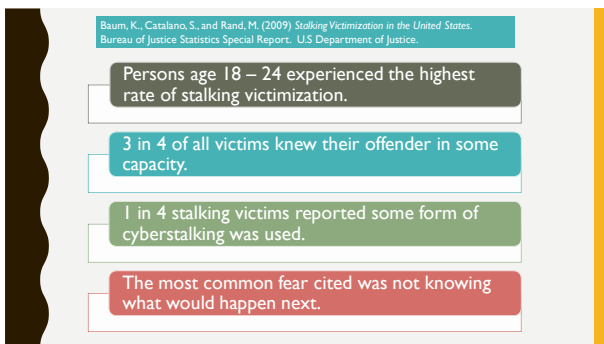 Baum, K., Catalano, S., and Rand, M. (2009) Stalking Victimization in the United States.
Bureau of Justice Statistics Special Report.  U.S Department of Justice.
Persons age 18 – 24 experienced the highest
rate of stalking victimization.
3 in 4 of all victims knew their offender in some
capacity.
1 in 4 stalking victims reported some form of
cyberstalking was used.
The most common fear cited was not knowing
what would happen next.